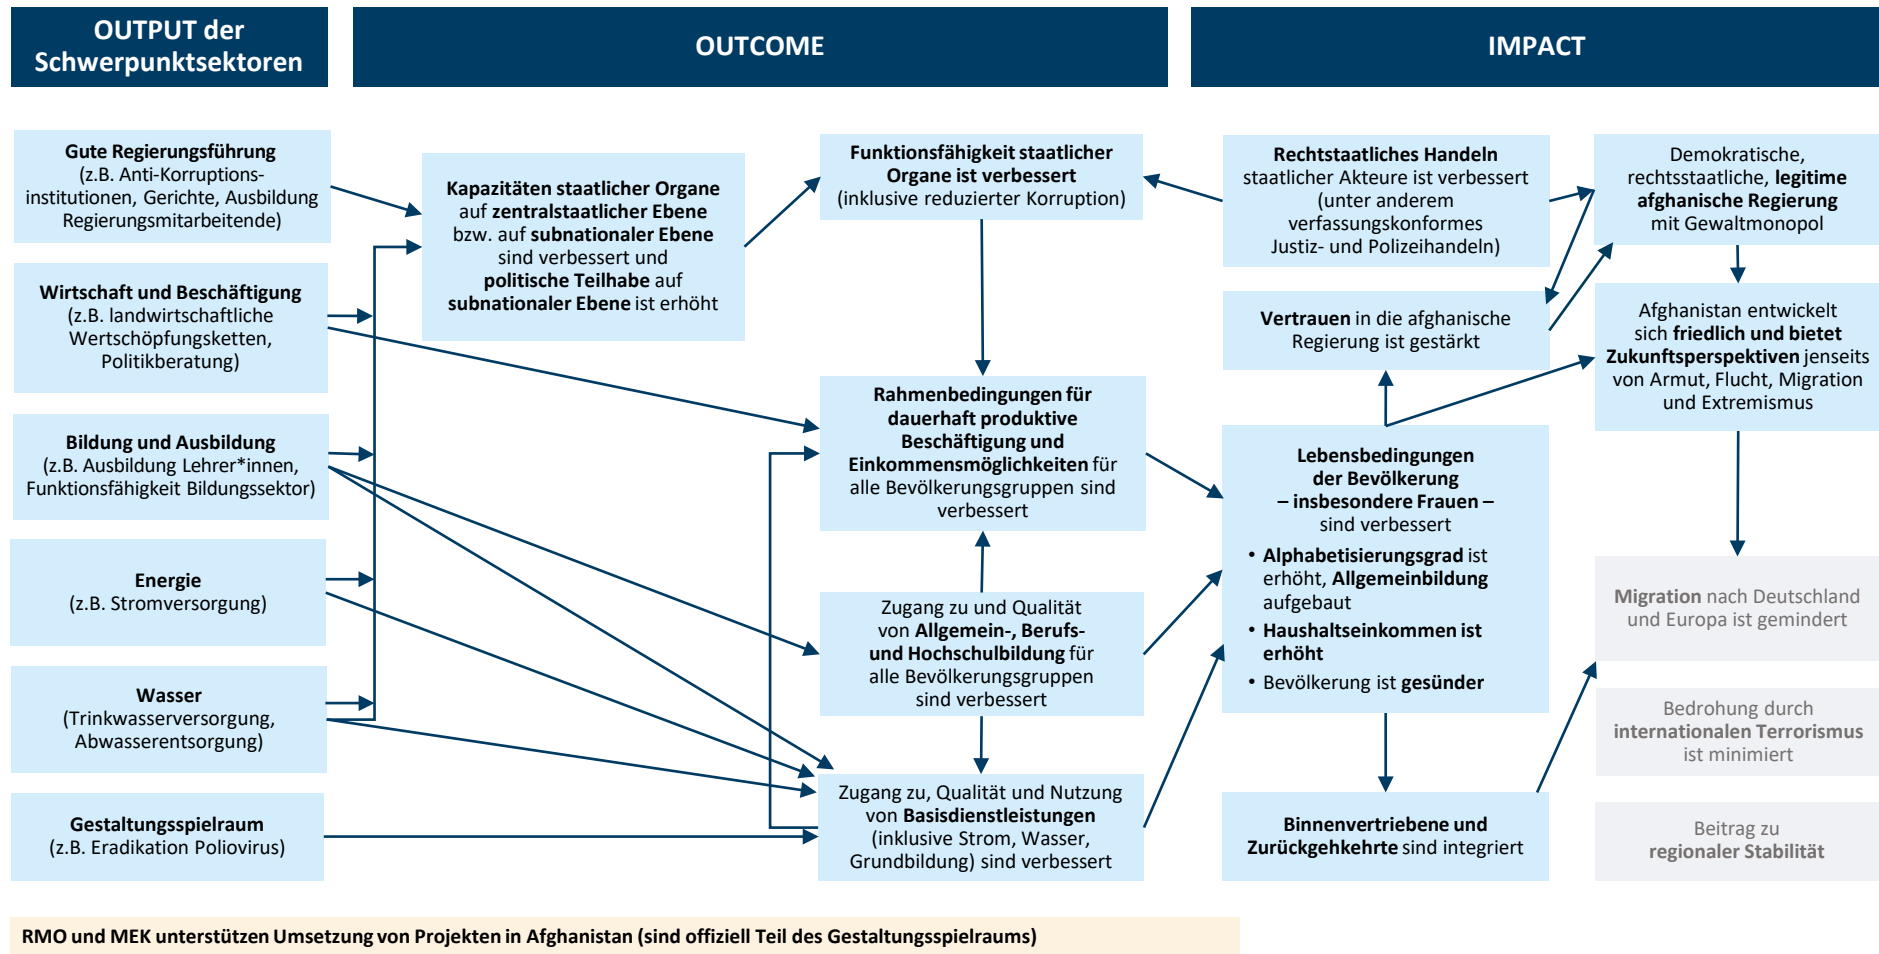 OUTPUT der
Schwerpunktsektoren
OUTCOME
IMPACT
Gute Regierungsführung
(z.B. Anti-Korruptions-
institutionen, Gerichte, Ausbildung
Regierungsmitarbeitende)
Wirtschaft und Beschäftigung
(z.B. landwirtschaftliche
Wertschöpfungsketten,
Politikberatung)
Bildung und Ausbildung
(z.B. Ausbildung Lehrer*innen,
Funktionsfähigkeit Bildungssektor)
Energie
(z.B. Stromversorgung)
Wasser
(Trinkwasserversorgung,
Abwasserentsorgung)
Gestaltungsspielraum
(z.B. Eradikation Poliovirus)
Kapazitäten staatlicher Organe
auf zentralstaatlicher Ebene
bzw. auf subnationaler Ebene
sind verbessert und
politische Teilhabe auf
subnationaler Ebene ist erhöht
Funktionsfähigkeit staatlicher
Organe ist verbessert
(inklusive reduzierter Korruption)
Rahmenbedingungen für
dauerhaft produktive
Beschäftigung und
Einkommensmöglichkeiten für
alle Bevölkerungsgruppen sind
verbessert
Zugang zu und Qualität
von Allgemein-, Berufs-
und Hochschulbildung für
alle Bevölkerungsgruppen
sind verbessert
Zugang zu, Qualität und Nutzung
von Basisdienstleistungen
(inklusive Strom, Wasser,
Grundbildung) sind verbessert
Rechtstaatliches Handeln
staatlicher Akteure ist verbessert
(unter anderem
verfassungskonformes
Justiz- und Polizeihandeln)
Vertrauen in die afghanische
Regierung ist gestärkt
Lebensbedingungen
der Bevölkerung
– insbesondere Frauen –
sind verbessert
• Alphabetisierungsgrad ist
erhöht, Allgemeinbildung
aufgebaut
• Haushaltseinkommen ist
erhöht
• Bevölkerung ist gesünder
Binnenvertriebene und
Zurückgehkehrte sind integriert
Demokratische,
rechtsstaatliche, legitime
afghanische Regierung
mit Gewaltmonopol
Afghanistan entwickelt
sich friedlich und bietet
Zukunftsperspektiven jenseits
von Armut, Flucht, Migration
und Extremismus
Migration nach Deutschland
und Europa ist gemindert
Bedrohung durch
internationalen Terrorismus
ist minimiert
Beitrag zu
regionaler Stabilität
RMO und MEK unterstützen Umsetzung von Projekten in Afghanistan (sind offiziell Teil des Gestaltungsspielraums)